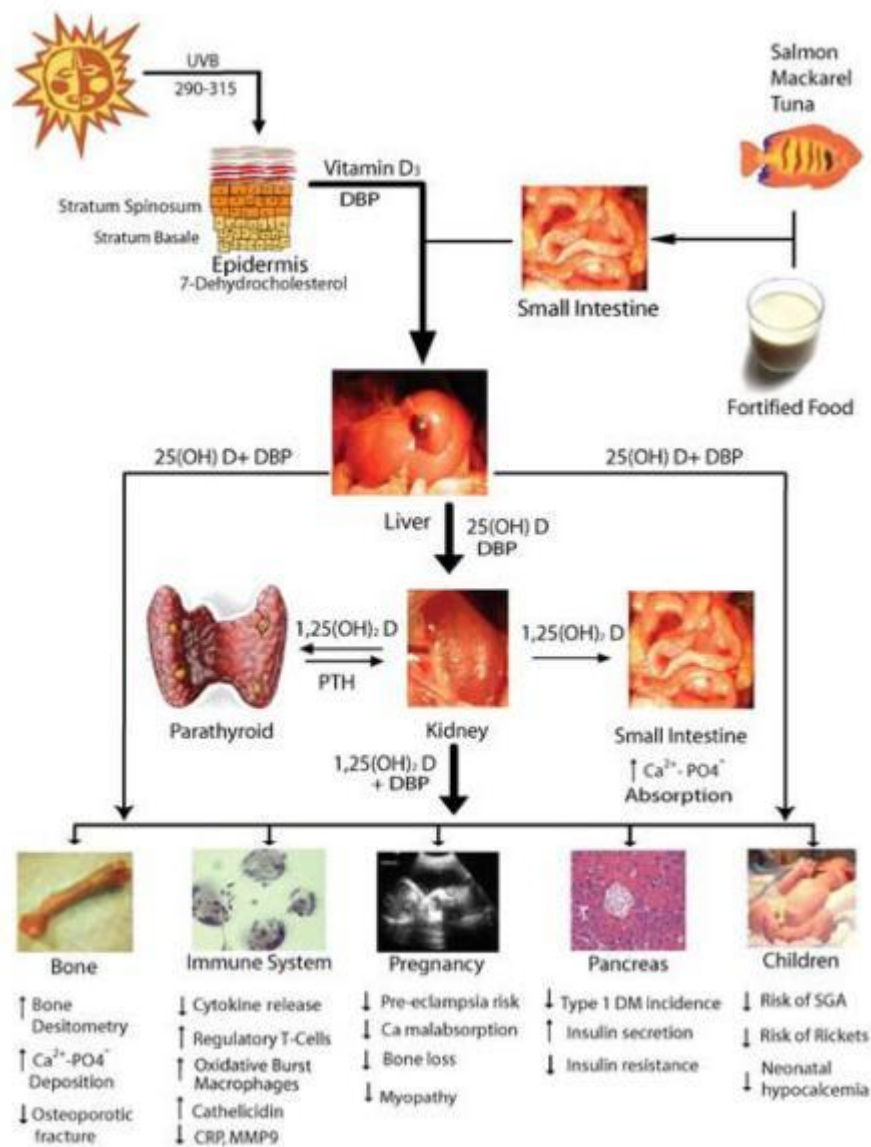 UVB
290-315
Salmon
Mackarel
Tuna
Vitamin D3
DBP
Stratum Spinosum
Stratum Basale
Epidermis
7-Dehydrocholesterol
Small Intestine
Fortified Food
25(OH) D+ DBP
25(OH) D+ DBP
Liver
25(OH) D
DBP
1,25(OH)2 D
PTH
1,25(OH)2 D
Parathyroid
Kidney
Small Intestine
↑ Ca2+- PO4-
Absorption
1,25(OH)2 D
+ DBP
Bone
↑ Bone
Desitometry
↑ Ca2+-PO4-
Deposition
↓ Osteoporotic
fracture
Immune System
↓ Cytokine release
↑ Regulatory T-Cells
↑ Oxidative Burst
Macrophages
↑ Cathelicidin
↓ CRP, MMP9
Pregnancy
↓ Pre-eclampsia risk
↓ Ca malabsorption
↓ Bone loss
↓ Myopathy
Pancreas
↓ Type 1 DM incidence
↑ Insulin secretion
↓ Insulin resistance
Children
↓ Risk of SGA
↓ Risk of Rickets
↓ Neonatal
hypocalcemia